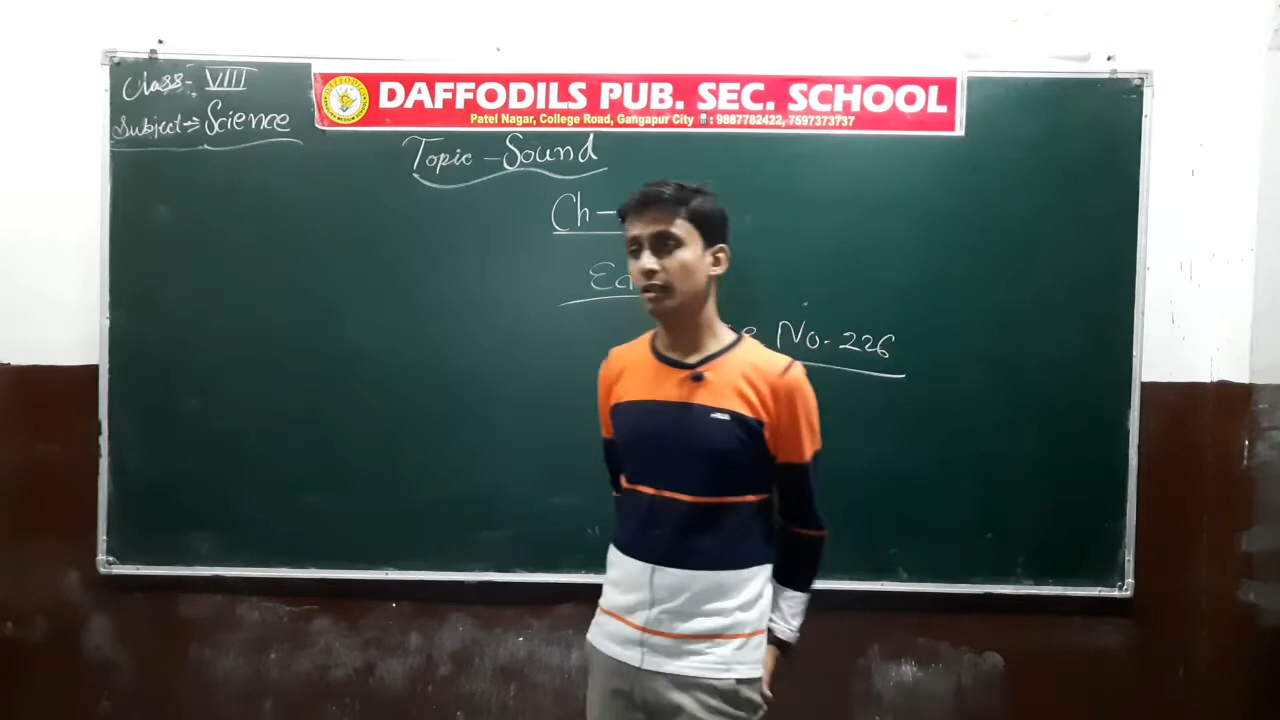 Class:- VIII
Subject:- Science
DAFFODILS PUB. SEC. SCHOOL
Patel Nagar, College Road, Gangapur City : 9887782422, 7597373737
Topic - Sound
Ch-
No. 226